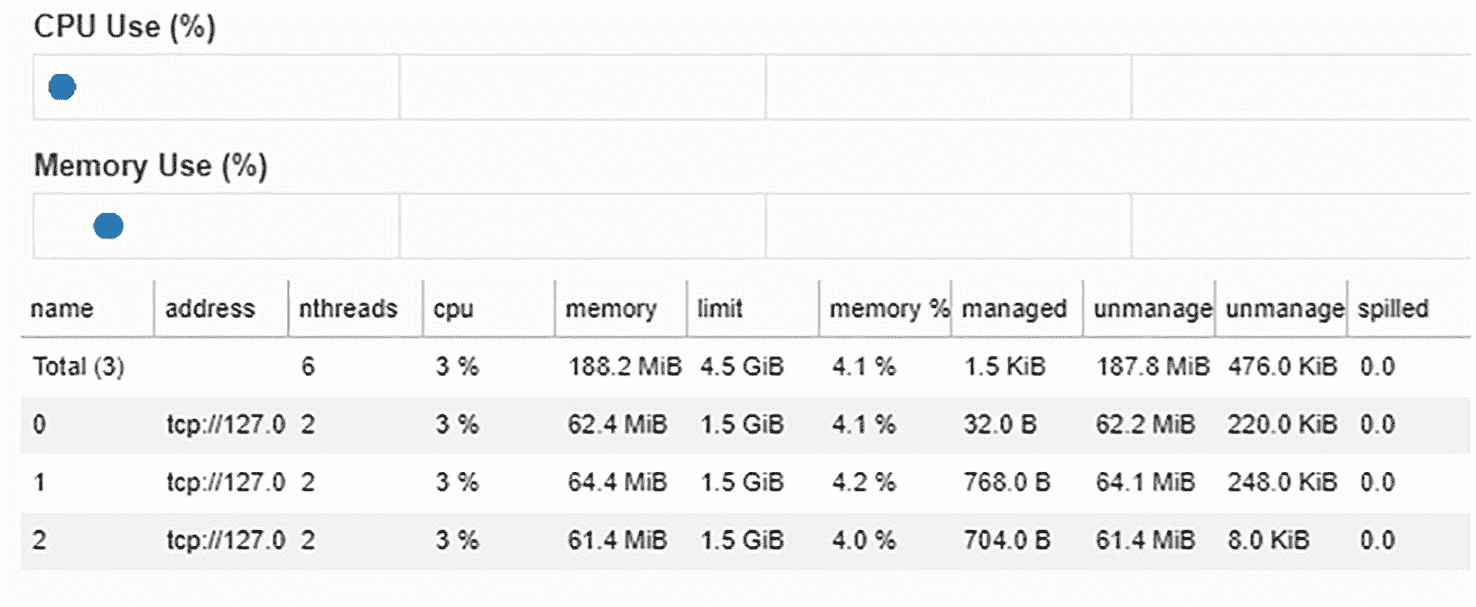 CPU Use (%)
Memory Use (%)
name address nthreads cpu memory limit memory % managed unmanage unmanage spilled
Total (3) 6 3 % 188.2 MiB 4.5 GiB 4.1 % 1.5 KiB 187.8 MiB 476.0 KiB 0.0
0 tcp://127.0 2 3 % 62.4 MiB 1.5 GiB 4.1 % 32.0 B 62.2 MiB 220.0 KiB 0.0
1 tcp://127.0 2 3 % 64.4 MiB 1.5 GiB 4.2 % 768.0 B 64.1 MiB 248.0 KiB 0.0
2 tcp://127.0 2 3 % 61.4 MiB 1.5 GiB 4.0 % 704.0 B 61.4 MiB 8.0 KiB 0.0